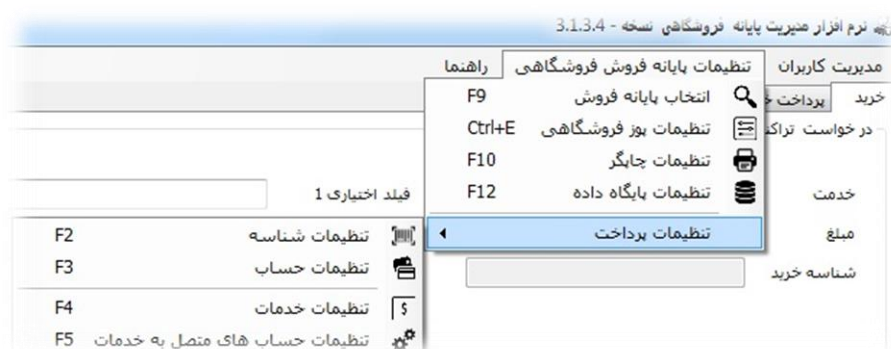 نرم افزار مدیریت پایانه فروشگاهی نسخه - 3.1.3.4
مدیریت کاربران تنظیمات پایانه فروش فروشگاهی راهنما
خرید پرداخت
انتخاب پایانه فروش F9
در خواست
تنظیمات پوز فروشگاهی Ctrl+E
تنظیمات چاپگر F10
خدمت
تنظیمات پایگاه داده F12
فیلد اختیاری 1
مبلغ
تنظیمات پرداخت
شناسه خرید
تنظیمات شناسه F2
تنظیمات حساب F3
تنظیمات خدمات F4
تنظیمات حساب های متصل به خدمات F5